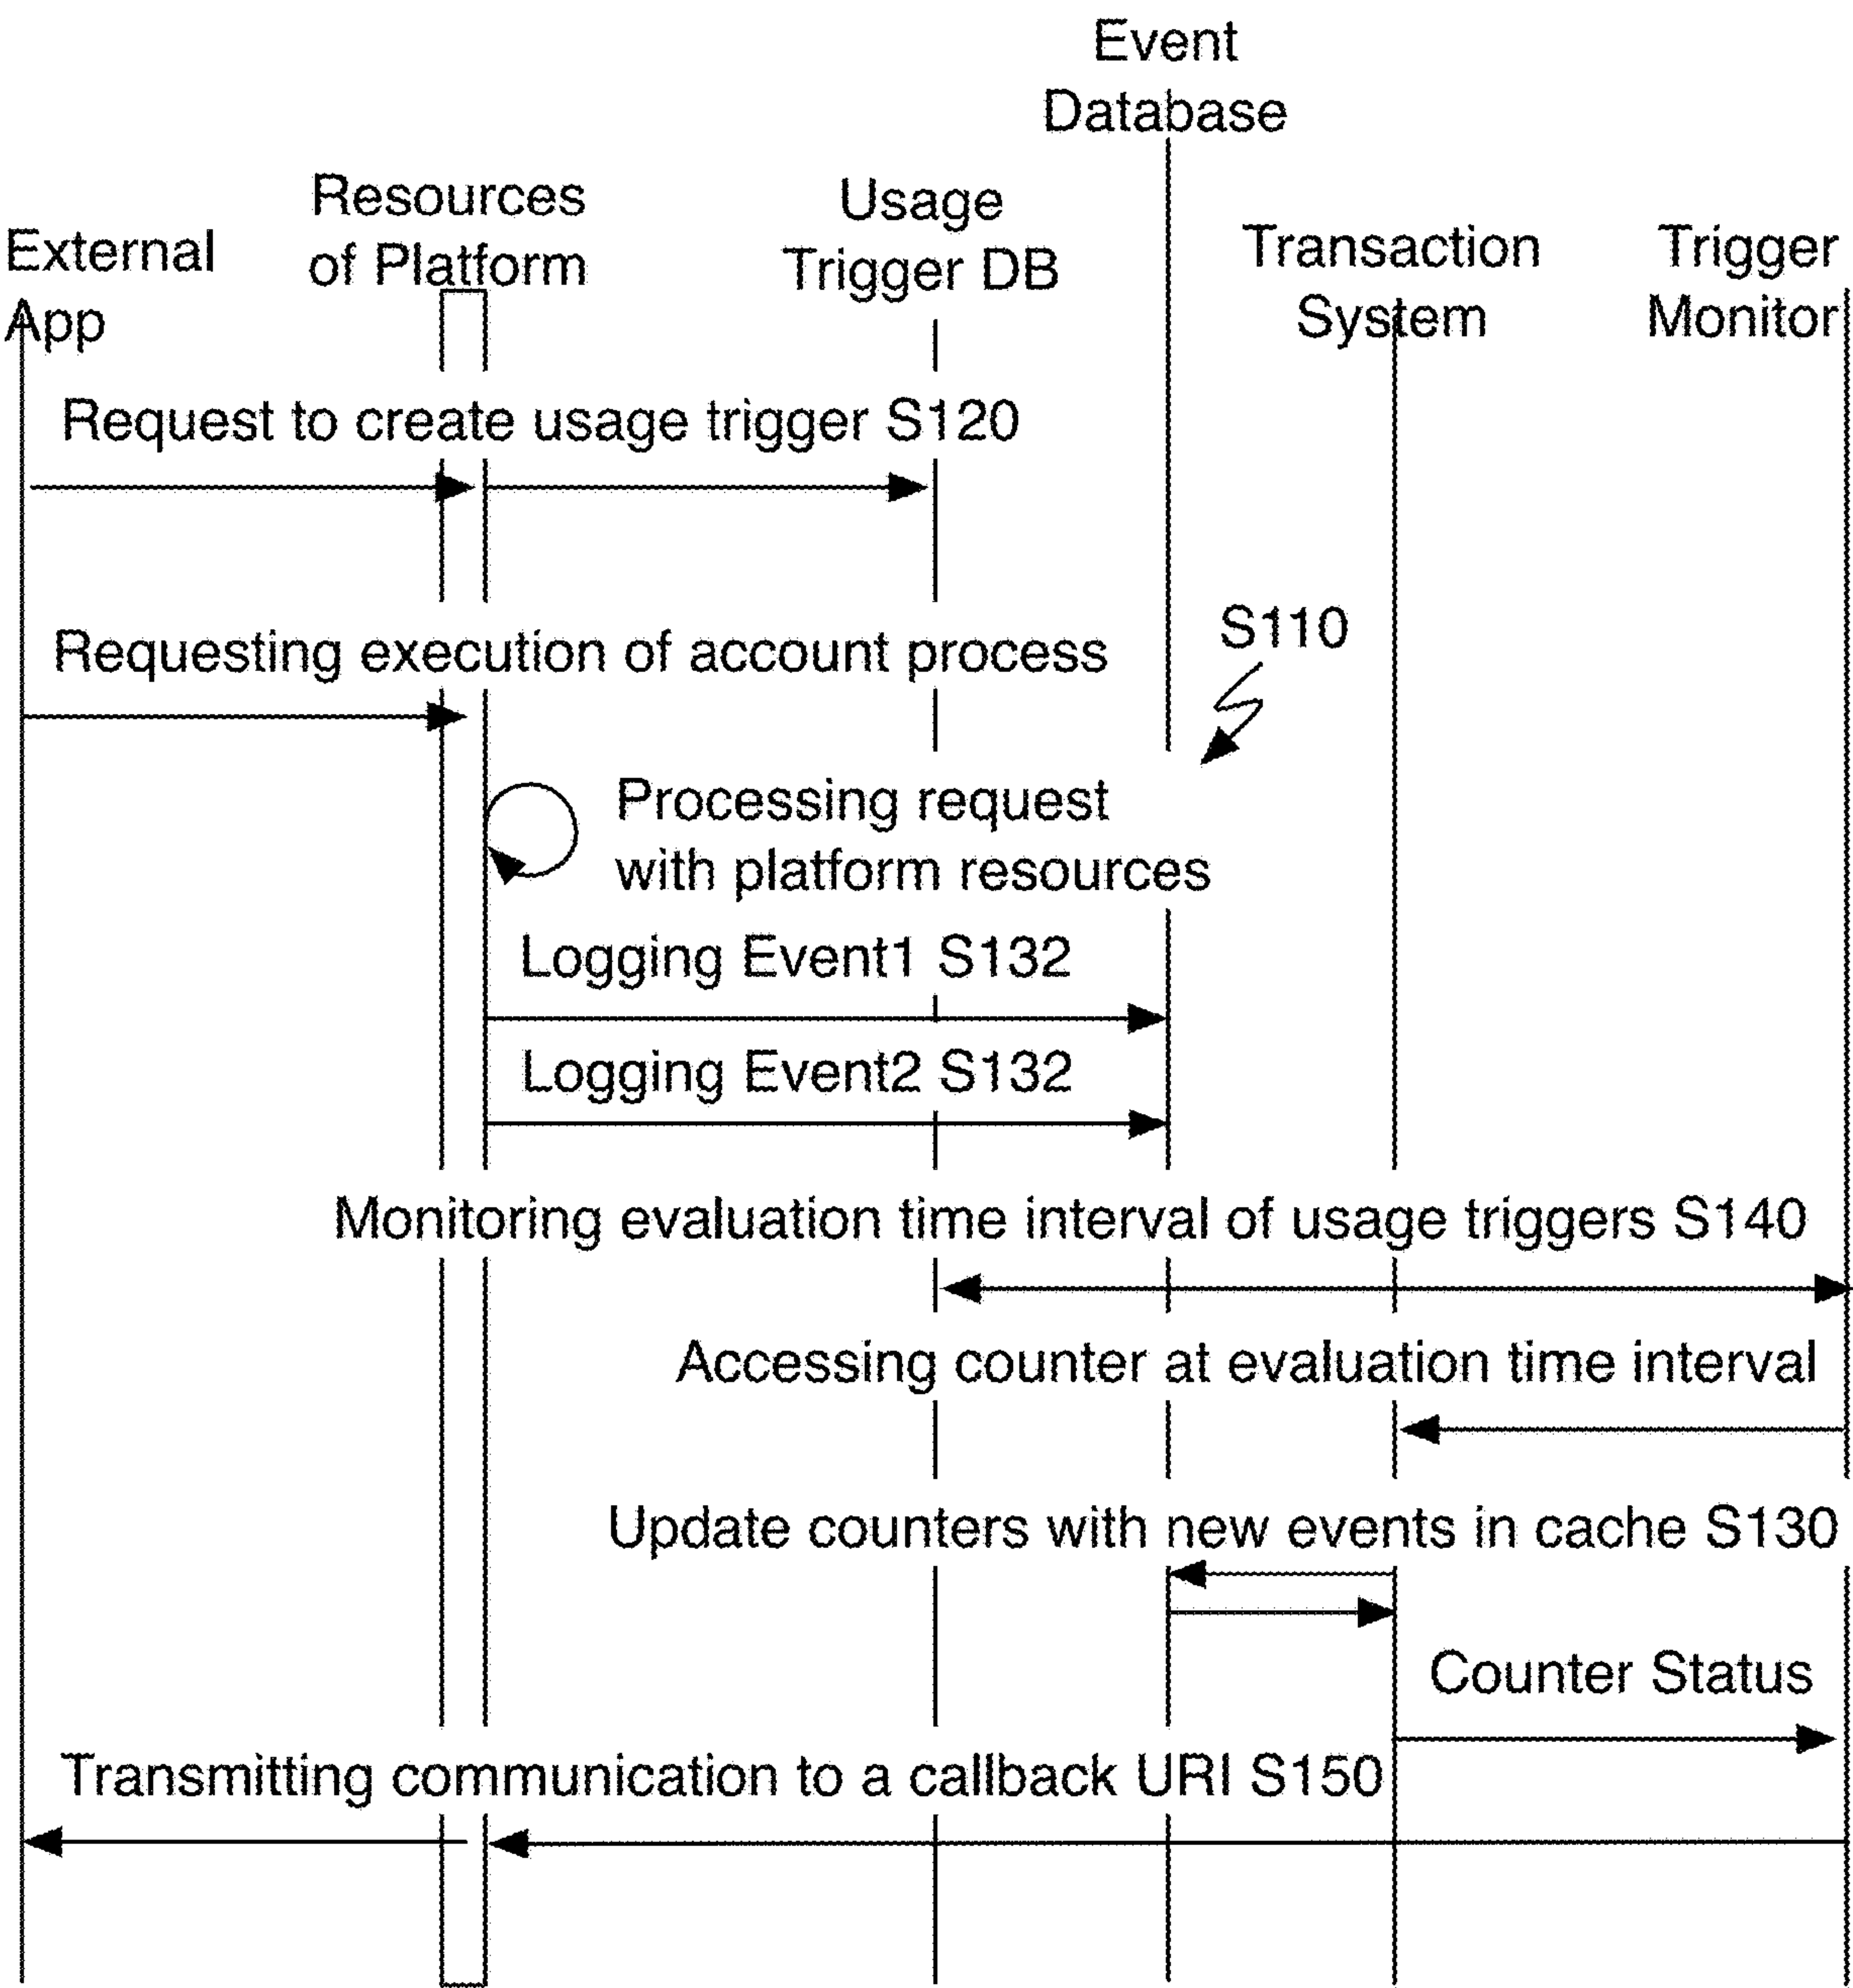 Event
Database
Resources
of Platform
Usage
Trigger DB
External
App
Transaction
System
Trigger
Monitor
Request to create usage trigger S120
Requesting execution of account process
S110
Processing request
with platform resources
Logging Event1 S132
Logging Event2 S132
Monitoring evaluation time interval of usage triggers S140
Accessing counter at evaluation time interval
Update counters with new events in cache S130
Counter Status
Transmitting communication to a callback URI S150